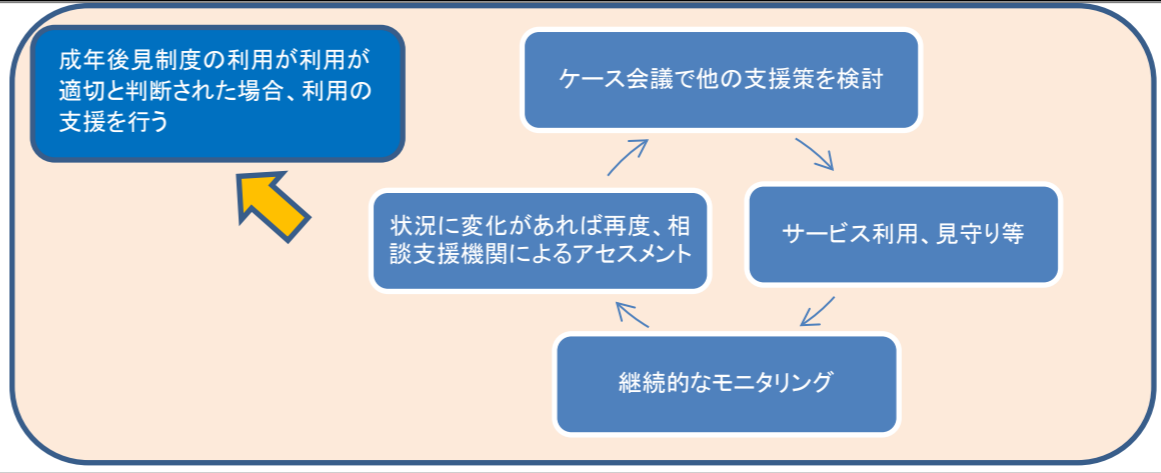 成年後見制度の利用が利用が
適切と判断された場合、利用の
支援を行う
ケース会議で他の支援策を検討
サービス利用、見守り等
継続的なモニタリング
状況に変化があれば再度、相
談支援機関によるアセスメント